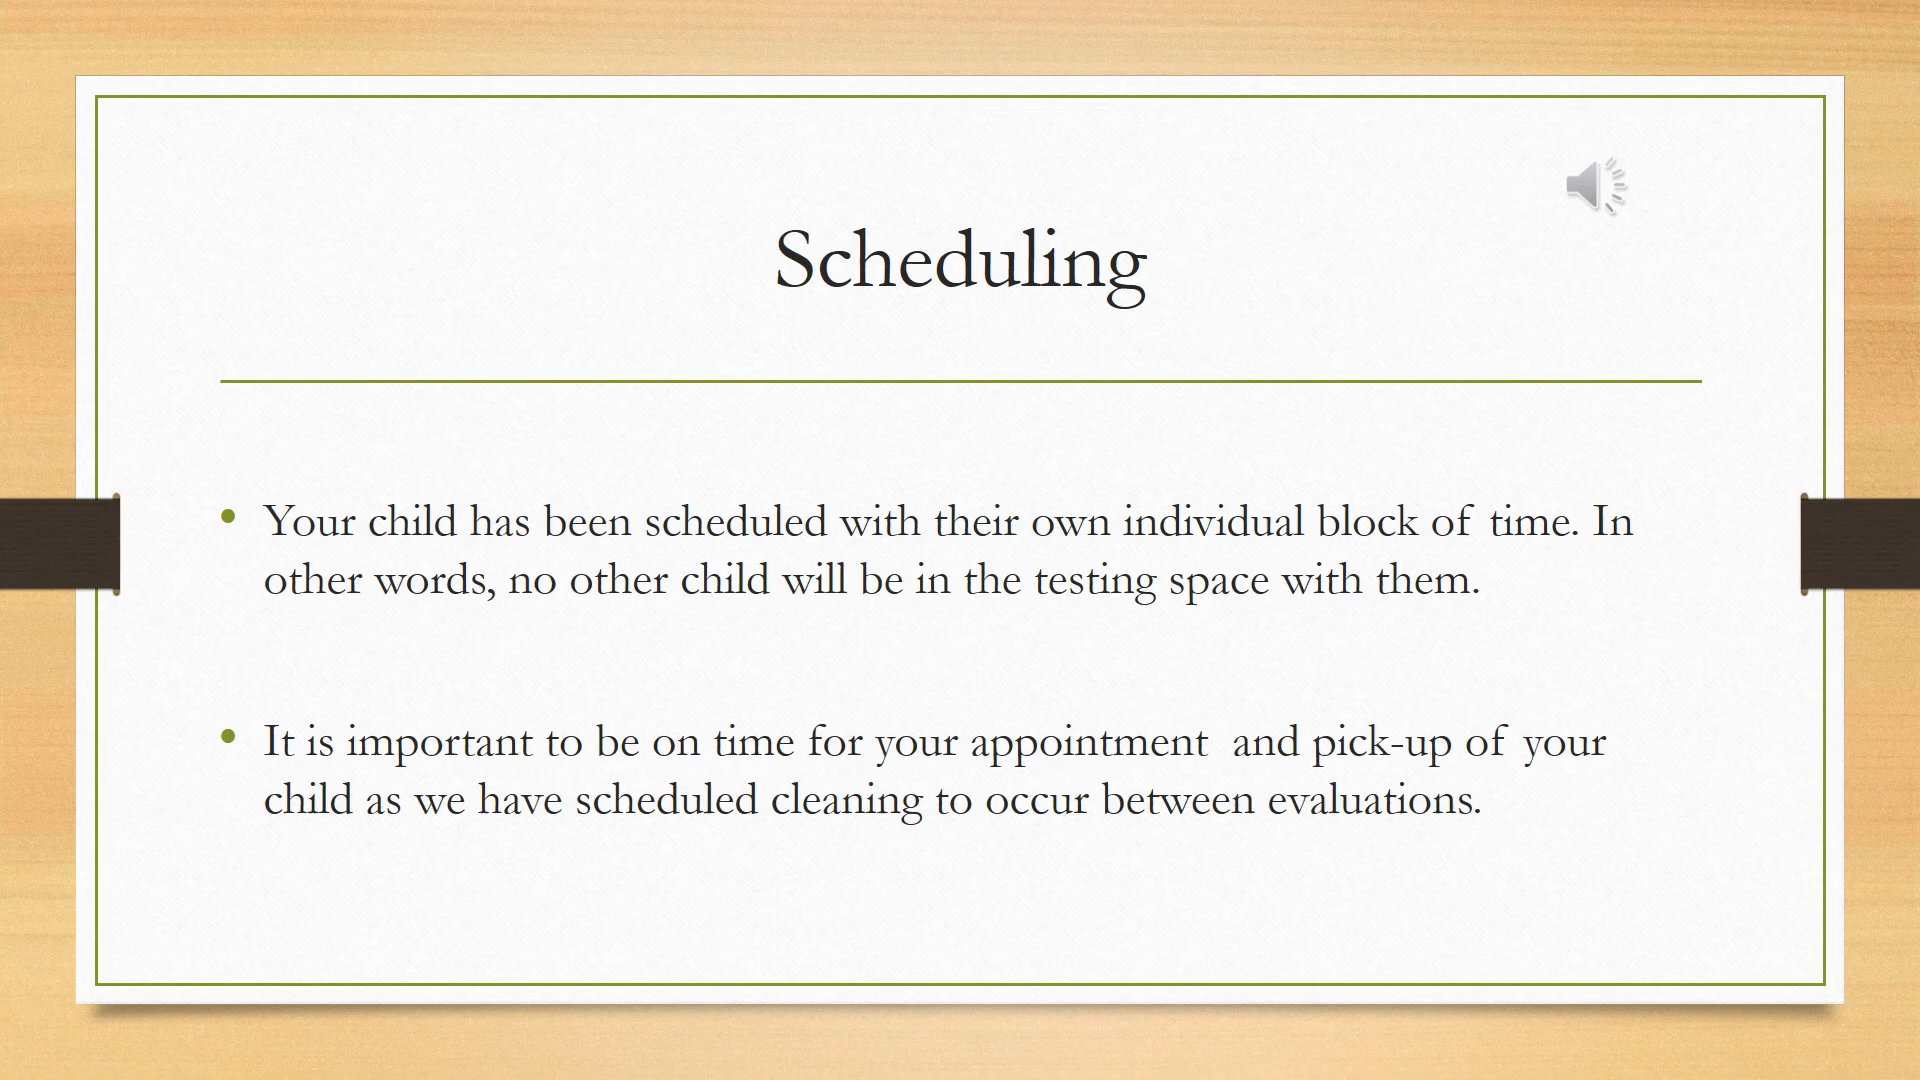 Scheduling
• Your child has been scheduled with their own individual block of time. In
other words, no other child will be in the testing space with them.
• It is important to be on time for your appointment  and pick-up of your
child as we have scheduled cleaning to occur between evaluations.